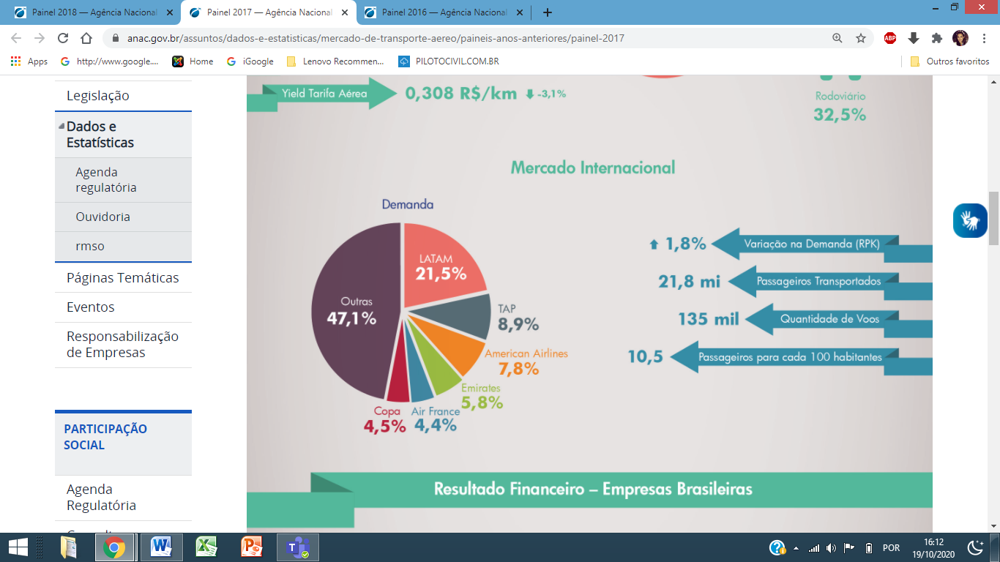 Painel 2018 — Agência Nacional
Painel 2017 — Agência Nacional
Painel 2016 — Agência Nacional
anac.gov.br/assuntos/dados-e-estatisticas/mercado-de-transporte-aereo/paineis-anos-anteriores/painel-2017
ABP
Apps
http://www.google....
Home
iGoogle
Lenovo Recommen...
PILOTOCIVIL.COM.BR
Outros favoritos
Legislação
Dados e
Estatísticas
Agenda
regulatória
Ouvidoria
rmso
Páginas Temáticas
Eventos
Responsabilização
de Empresas
PARTICIPAÇÃO
SOCIAL
Agenda
Regulatória
Yield Tarifa Aérea
0,308 R$/km -3,1%
Rodoviário
32,5%
Mercado Internacional
Demanda
LATAM
21,5%
Outras
47,1%
TAP
8,9%
American Airlines
7,8%
Emirates
5,8%
Copa
4,5%
Air France
4,4%
1,8% Variação na Demanda (RPK)
21,8 mi Passageiros Transportados
135 mil Quantidade de Voos
10,5 Passageiros para cada 100 habitantes
Resultado Financeiro – Empresas Brasileiras
POR
16:12
19/10/2020